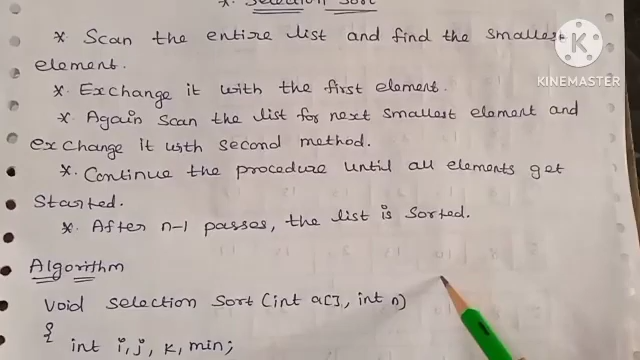 *. Selection Sort
* Scan the entire list and find the smallest
element.
* Exchange it with the first element.
* Again scan the list for next smallest element and
exchange it with second method.
*. Continue the procedure until all elements get
Started.
*. After n-1 passes, the list is sorted.
Algorithm
Void Selection Sort (int a[], int n)
{
int i, j, k, min;
K
KINEMASTER